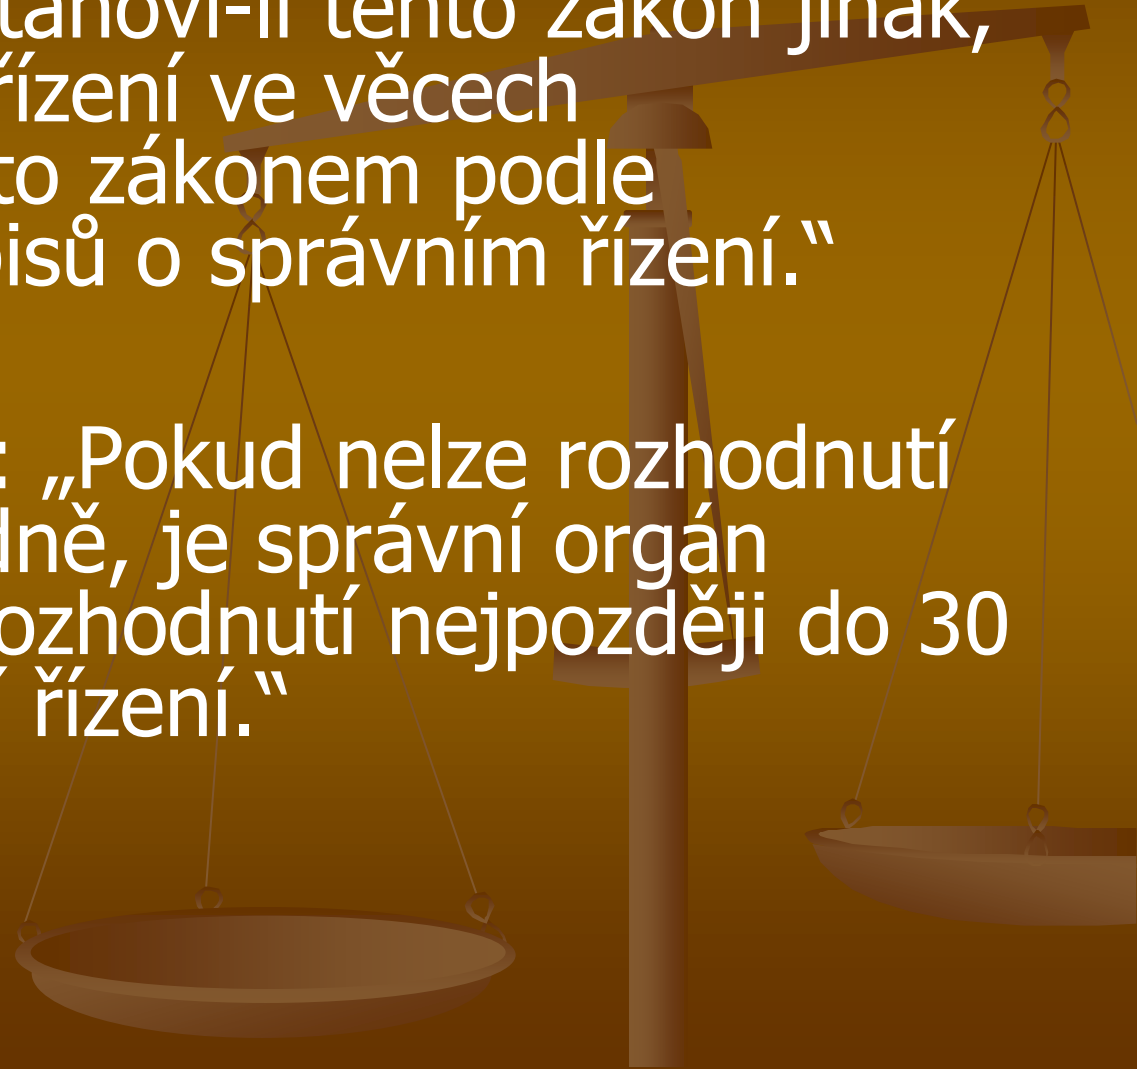 tanoví-li tento zákon jinak,
řízení ve věcech
to zákonem podle
isů o správním řízení.“
: „Pokud nelze rozhodnutí
dně, je správní orgán
ozhodnutí nejpozději do 30
í řízení.“